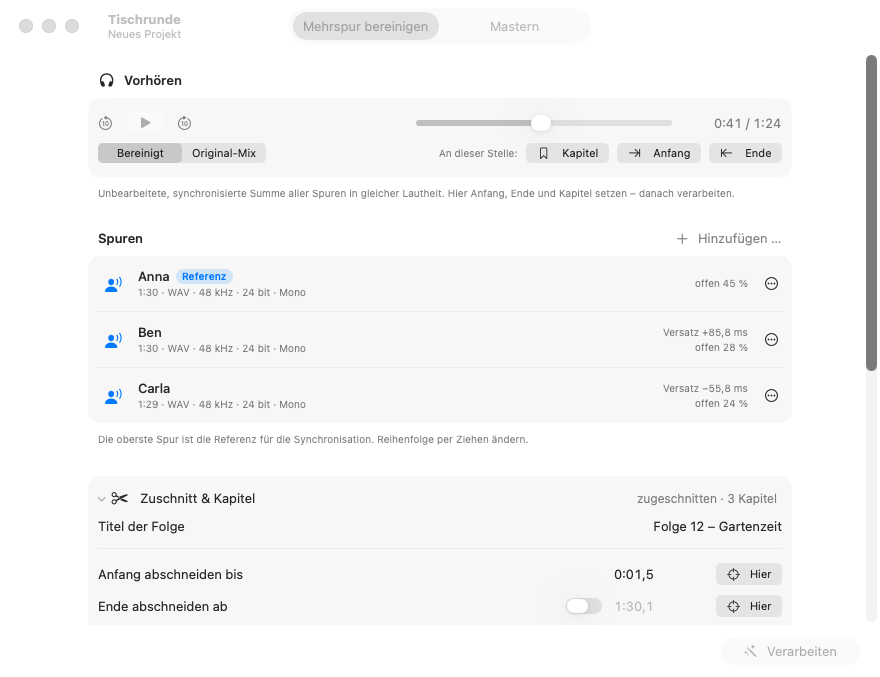 Tischrunde
Neues Projekt
Mehrspur bereinigen
Mastern
Vorhören
10
10
0:41 / 1:24
Bereinigt
Original-Mix
An dieser Stelle:
Kapitel
Anfang
Ende
Unbearbeitete, synchronisierte Summe aller Spuren in gleicher Lautheit. Hier Anfang, Ende und Kapitel setzen – danach verarbeiten.
Spuren
Hinzufügen ...
Anna
Referenz
1:30 · WAV · 48 kHz · 24 bit · Mono
offen 45 %
Ben
1:30 · WAV · 48 kHz · 24 bit · Mono
Versatz +85,8 ms
offen 28 %
Carla
1:29 · WAV · 48 kHz · 24 bit · Mono
Versatz −55,8 ms
offen 24 %
Die oberste Spur ist die Referenz für die Synchronisation. Reihenfolge per Ziehen ändern.
Zuschnitt & Kapitel
zugeschnitten · 3 Kapitel
Titel der Folge
Folge 12 – Gartenzeit
Anfang abschneiden bis
0:01,5
Hier
Ende abschneiden ab
1:30,1
Hier
Verarbeiten